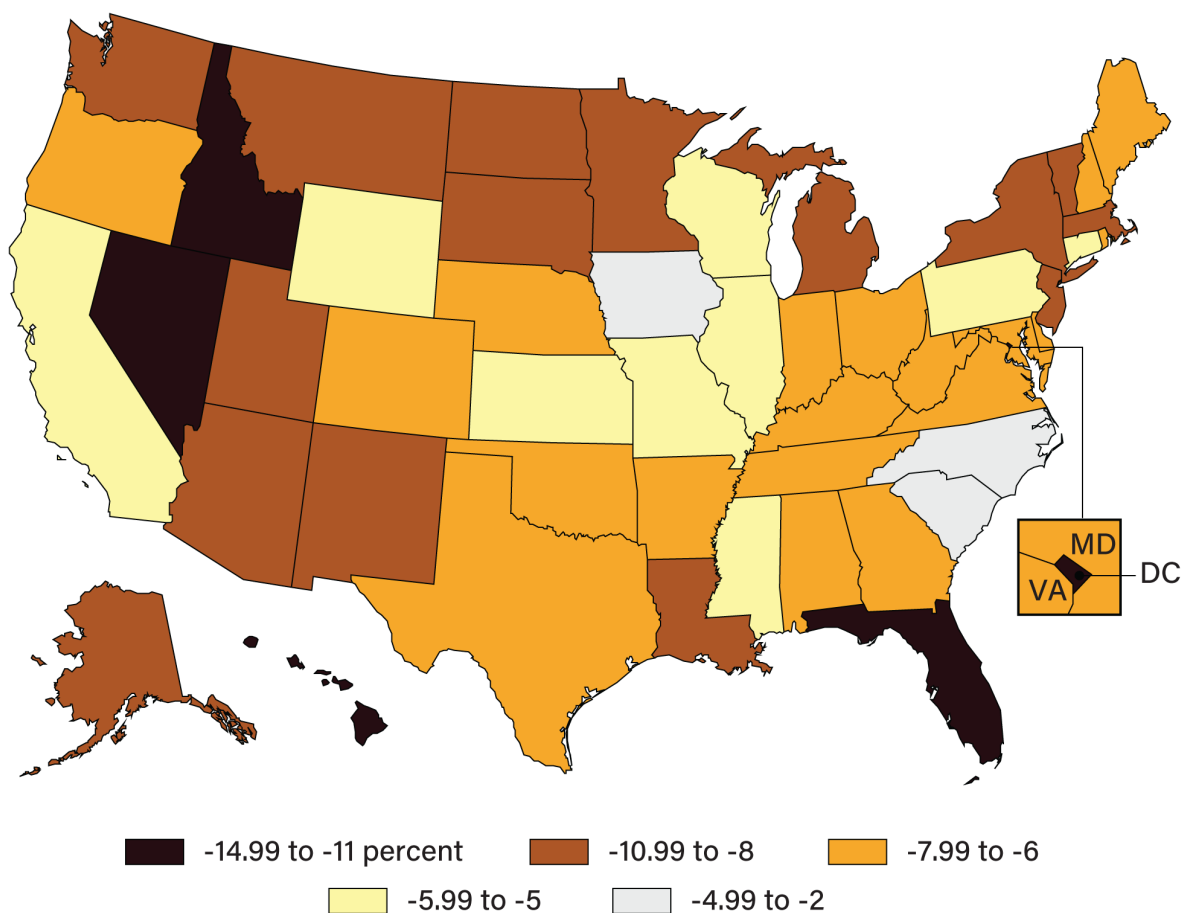 MD
DC
VA
-14.99 to -11 percent
-10.99 to -8
-7.99 to -6
-5.99 to -5
-4.99 to -2